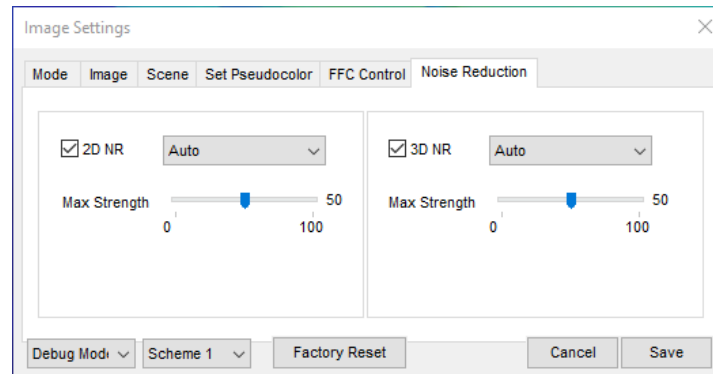 Image Settings
Mode Image Scene Set Pseudocolor FFC Control Noise Reduction
2D NR Auto 3D NR Auto
Max Strength 50 Max Strength 50
0 100 0 100
Debug Mod Scheme 1 Factory Reset Cancel Save